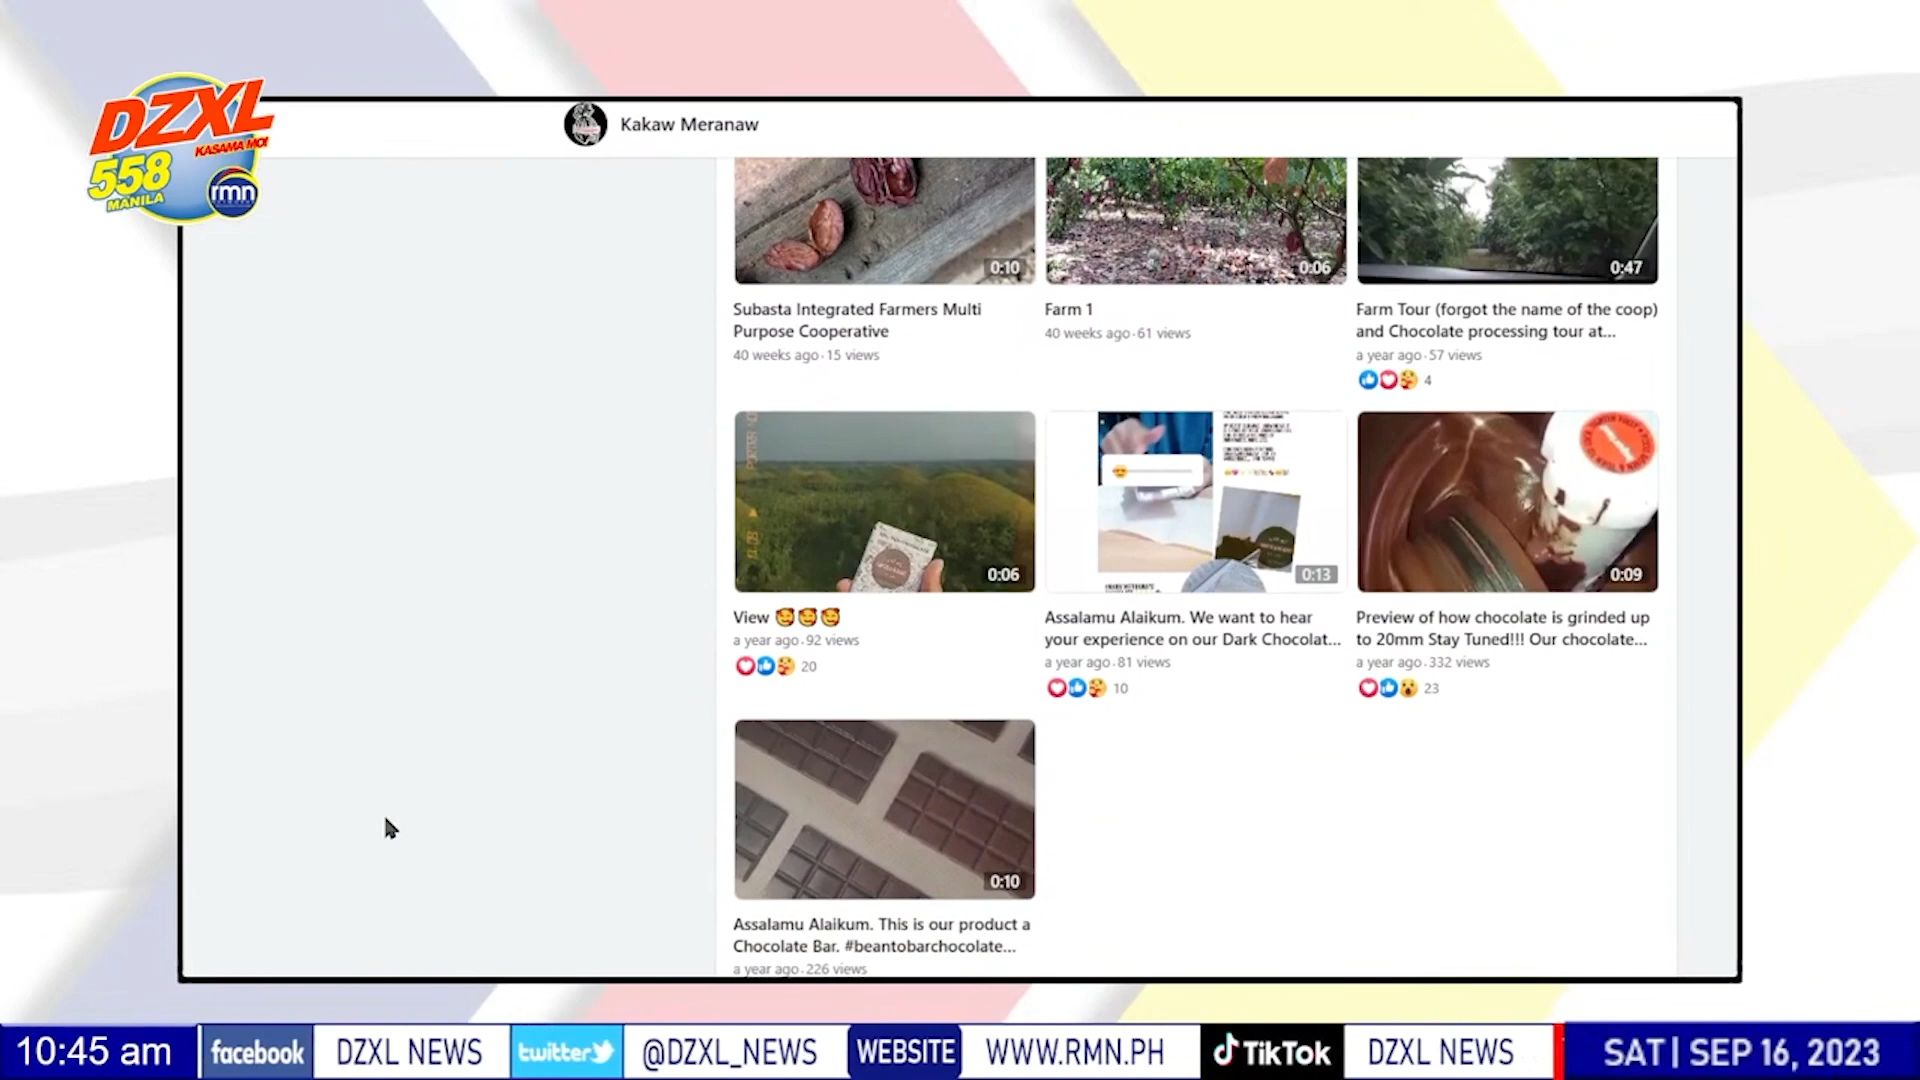 DZXL
KASAMA MO!
558
MANILA
rmn
Kakaw Meranaw
0:10
0:06
0:47
Subasta Integrated Farmers Multi
Purpose Cooperative
40 weeks ago · 15 views
Farm 1
40 weeks ago · 61 views
Farm Tour (forgot the name of the coop)
and Chocolate processing tour at...
a year ago · 57 views
4
0:06
0:13
0:09
View 🥰🥰🥰
a year ago · 92 views
20
Assalamu Alaikum. We want to hear
your experience on our Dark Chocolat...
a year ago · 81 views
10
Preview of how chocolate is grinded up
to 20mm Stay Tuned!!! Our chocolate...
a year ago · 332 views
23
0:10
Assalamu Alaikum. This is our product a
Chocolate Bar. #beantobarchocolate...
a year ago · 226 views
10:45 am
facebook
DZXL NEWS
twitter
@DZXL_NEWS
WEBSITE
WWW.RMN.PH
TikTok
DZXL NEWS
SAT | SEP 16, 2023